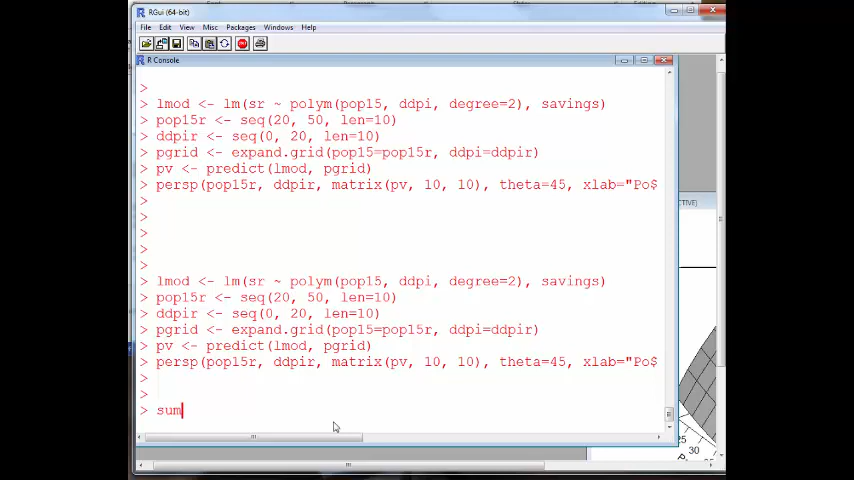 RGui (64-bit)
File Edit View Misc Packages Windows Help
R Console
>
> lmod <- lm(sr ~ polym(pop15, ddpi, degree=2), savings)
> pop15r <- seq(20, 50, len=10)
> ddpir <- seq(0, 20, len=10)
> pgrid <- expand.grid(pop15=pop15r, ddpi=ddpir)
> pv <- predict(lmod, pgrid)
> persp(pop15r, ddpir, matrix(pv, 10, 10), theta=45, xlab="Po$
>
>
>
>
>
> lmod <- lm(sr ~ polym(pop15, ddpi, degree=2), savings)
> pop15r <- seq(20, 50, len=10)
> ddpir <- seq(0, 20, len=10)
> pgrid <- expand.grid(pop15=pop15r, ddpi=ddpir)
> pv <- predict(lmod, pgrid)
> persp(pop15r, ddpir, matrix(pv, 10, 10), theta=45, xlab="Po$
>
>
> sum
CTIVE)
25
30
P